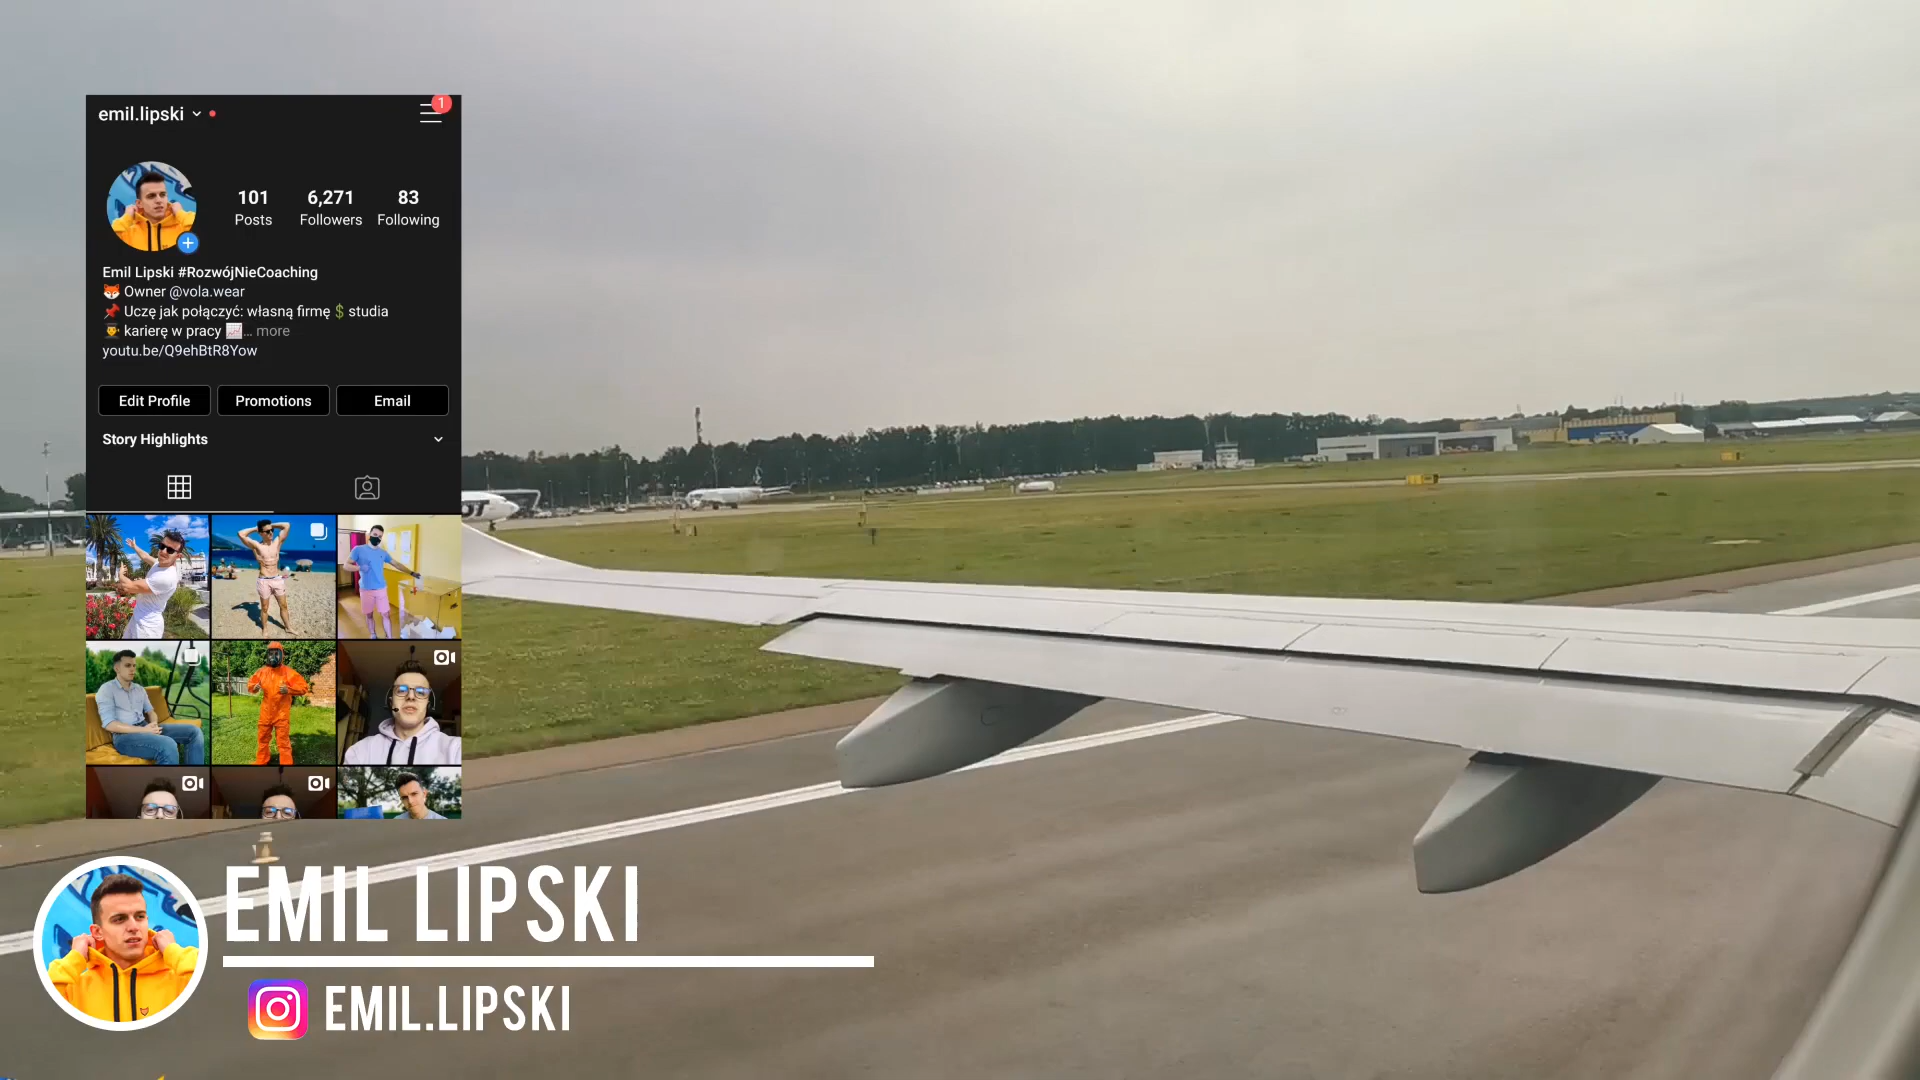 emil.lipski
1
101
6,271
83
Posts
Followers
Following
Emil Lipski #RozwójNieCoaching
Owner @vola.wear
Uczę jak połączyć: własną firmę $ studia
karierę w pracy ... more
youtu.be/Q9ehBtR8Yow
Edit Profile
Promotions
Email
Story Highlights
EMIL LIPSKI
EMIL.LIPSKI